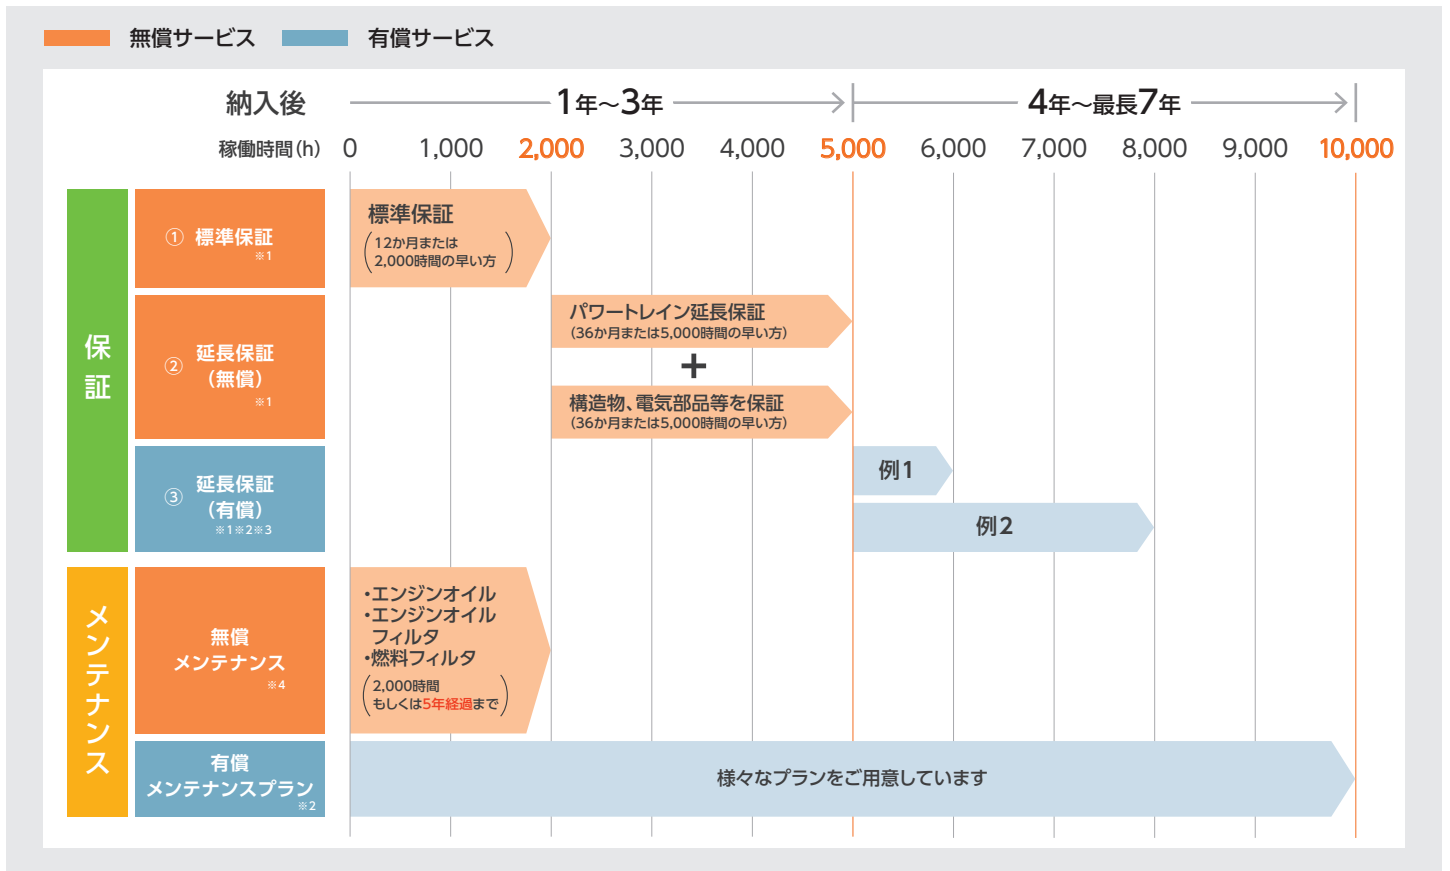 無償サービス 有償サービス
納入後 1年～3年 4年～最長7年
稼働時間(h) 0 1,000 2,000 3,000 4,000 5,000 6,000 7,000 8,000 9,000 10,000
保証
① 標準保証
※1
標準保証
(12か月または
2,000時間の早い方)
② 延長保証
(無償)
※1
パワートレイン延長保証
(36か月または5,000時間の早い方)
+
構造物、電気部品等を保証
(36か月または5,000時間の早い方)
③ 延長保証
(有償)
※1※2※3
例1
例2
メンテナンス
無償
メンテナンス
※4
・エンジンオイル
・エンジンオイル
フィルタ
・燃料フィルタ
(2,000時間
もしくは5年経過まで)
有償
メンテナンスプラン
※2
様々なプランをご用意しています